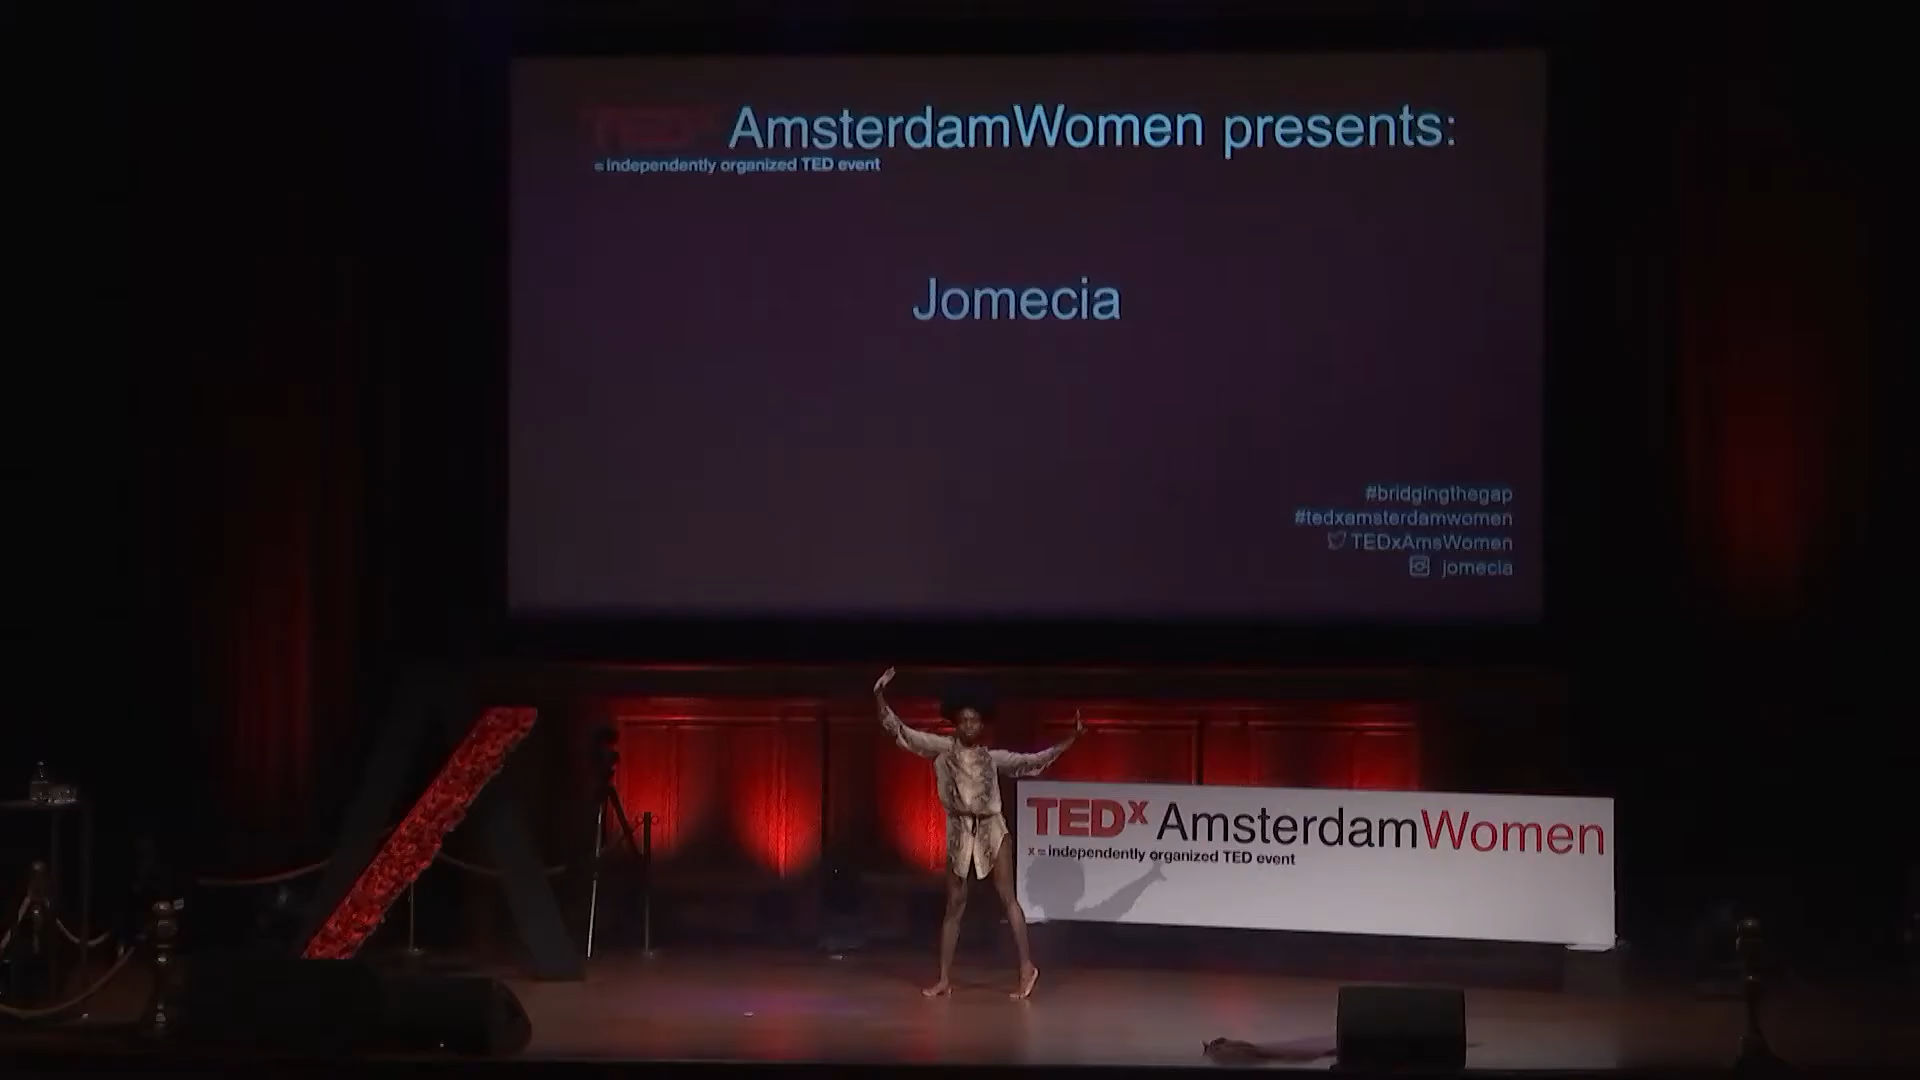 TEDx AmsterdamWomen presents:
= independently organized TED event
Jomecia
#bridgingthegap
#tedxamsterdamwomen
TEDxAmsWomen
jomecia
TEDx AmsterdamWomen
x = independently organized TED event